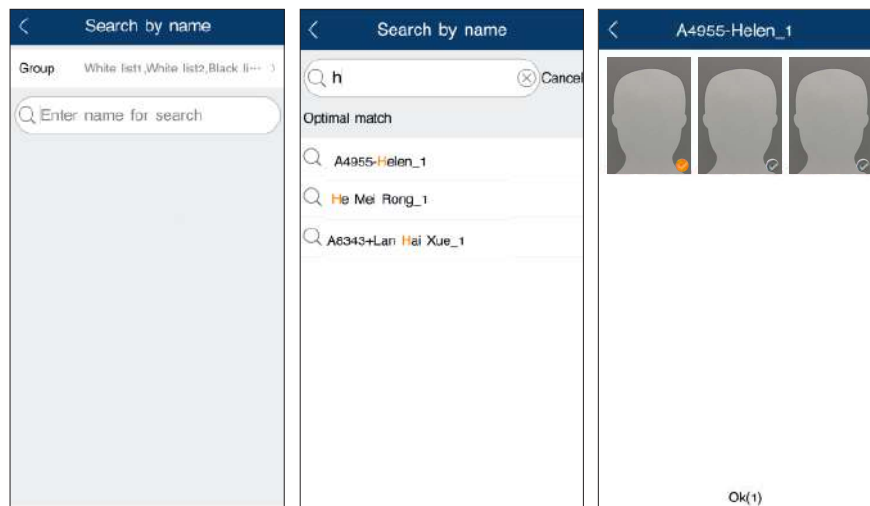 Search by name
Group White list1,White list2,Black li··· 
Enter name for search
Search by name
h Cancel
Optimal match
A4955-Helen_1
He Mei Rong_1
A8343+Lan Hai Xue_1
A4955-Helen_1
Ok(1)